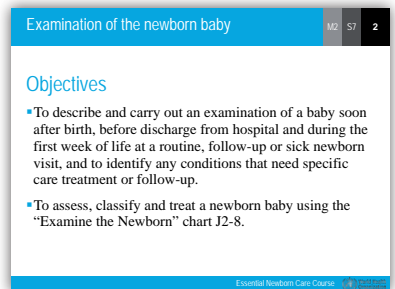 Examination of the newborn baby M2 S7 2
Objectives
▪To describe and carry out an examination of a baby soon
after birth, before discharge from hospital and during the
first week of life at a routine, follow-up or sick newborn
visit, and to identify any conditions that need specific
care treatment or follow-up.
▪To assess, classify and treat a newborn baby using the
“Examine the Newborn” chart J2-8.
Essential Newborn Care Course